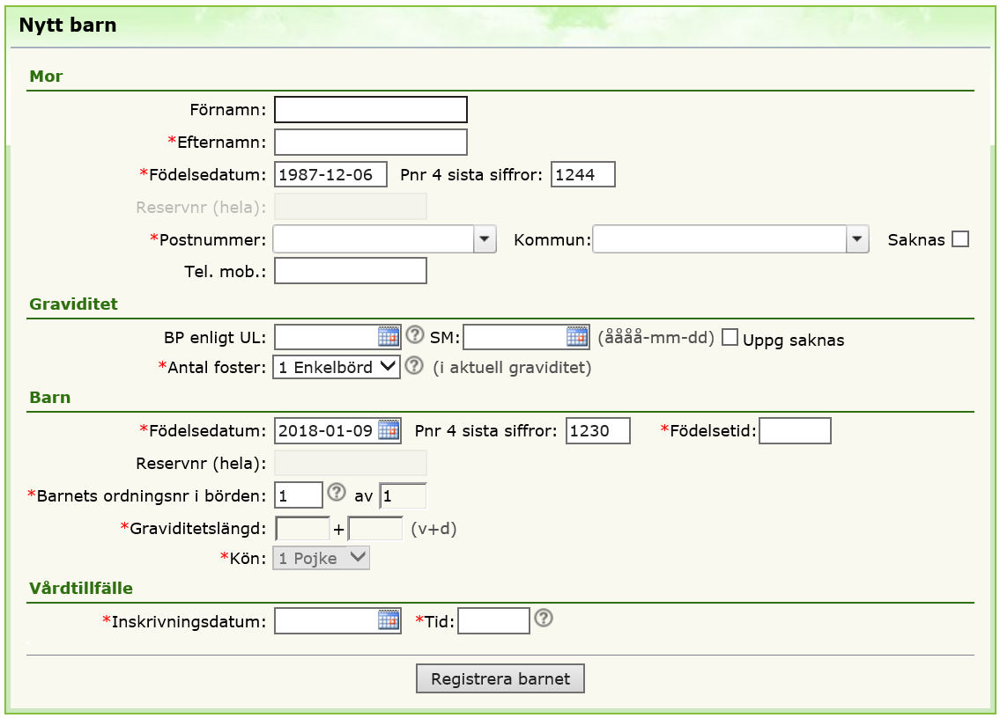 Nytt barn
Mor
Förnamn:
*Efternamn:
*Födelsedatum: 1987-12-06 Pnr 4 sista siffror: 1244
Reservnr (hela):
*Postnummer: Kommun: Saknas
Tel. mob.:
Graviditet
BP enligt UL: ? SM: (åååå-mm-dd) Uppg saknas
*Antal foster: 1 Enkelbörd ? (i aktuell graviditet)
Barn
*Födelsedatum: 2018-01-09 Pnr 4 sista siffror: 1230 *Födelsetid:
Reservnr (hela):
*Barnets ordningsnr i börden: 1 ? av 1
*Graviditetslängd: + (v+d)
*Kön: 1 Pojke
Vårdtillfälle
*Inskrivningsdatum: *Tid: ?
Registrera barnet